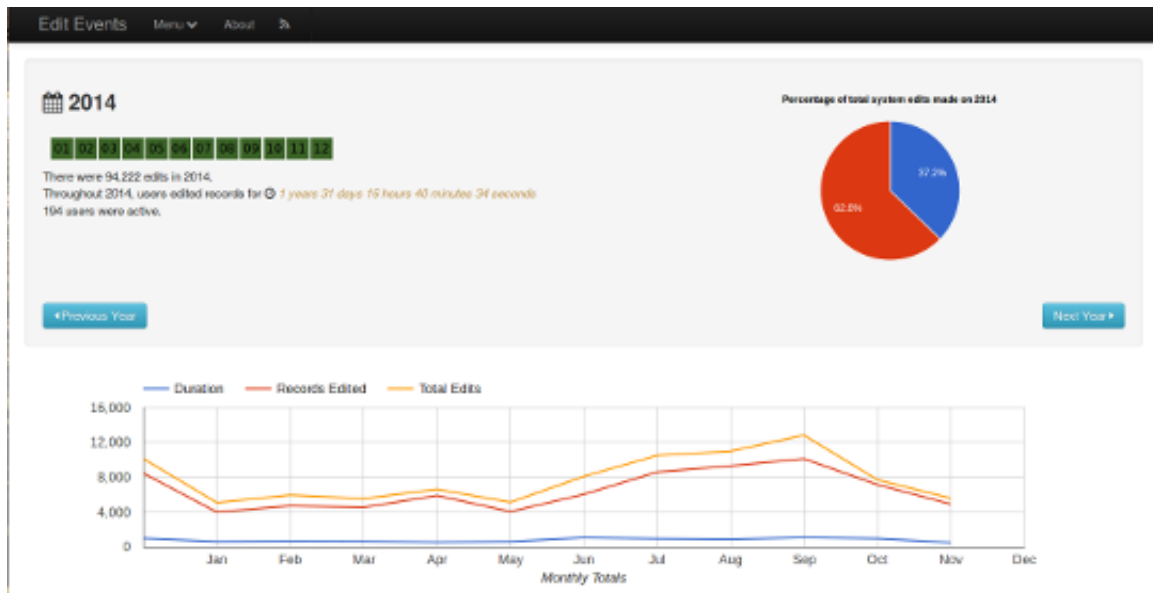 Edit Events Menu About
2014
Percentage of total system edits made on 2014
01 02 03 04 05 06 07 08 09 10 11 12
There were 94,222 edits in 2014.
Throughout 2014, users edited records for 1 years 31 days 15 hours 40 minutes 34 seconds
194 users were active.
37.2%
62.8%
Previous Year
Next Year
Duration Records Edited Total Edits
16,000
12,000
8,000
4,000
0
Jan Feb Mar Apr May Jun Jul Aug Sep Oct Nov Dec
Monthly Totals